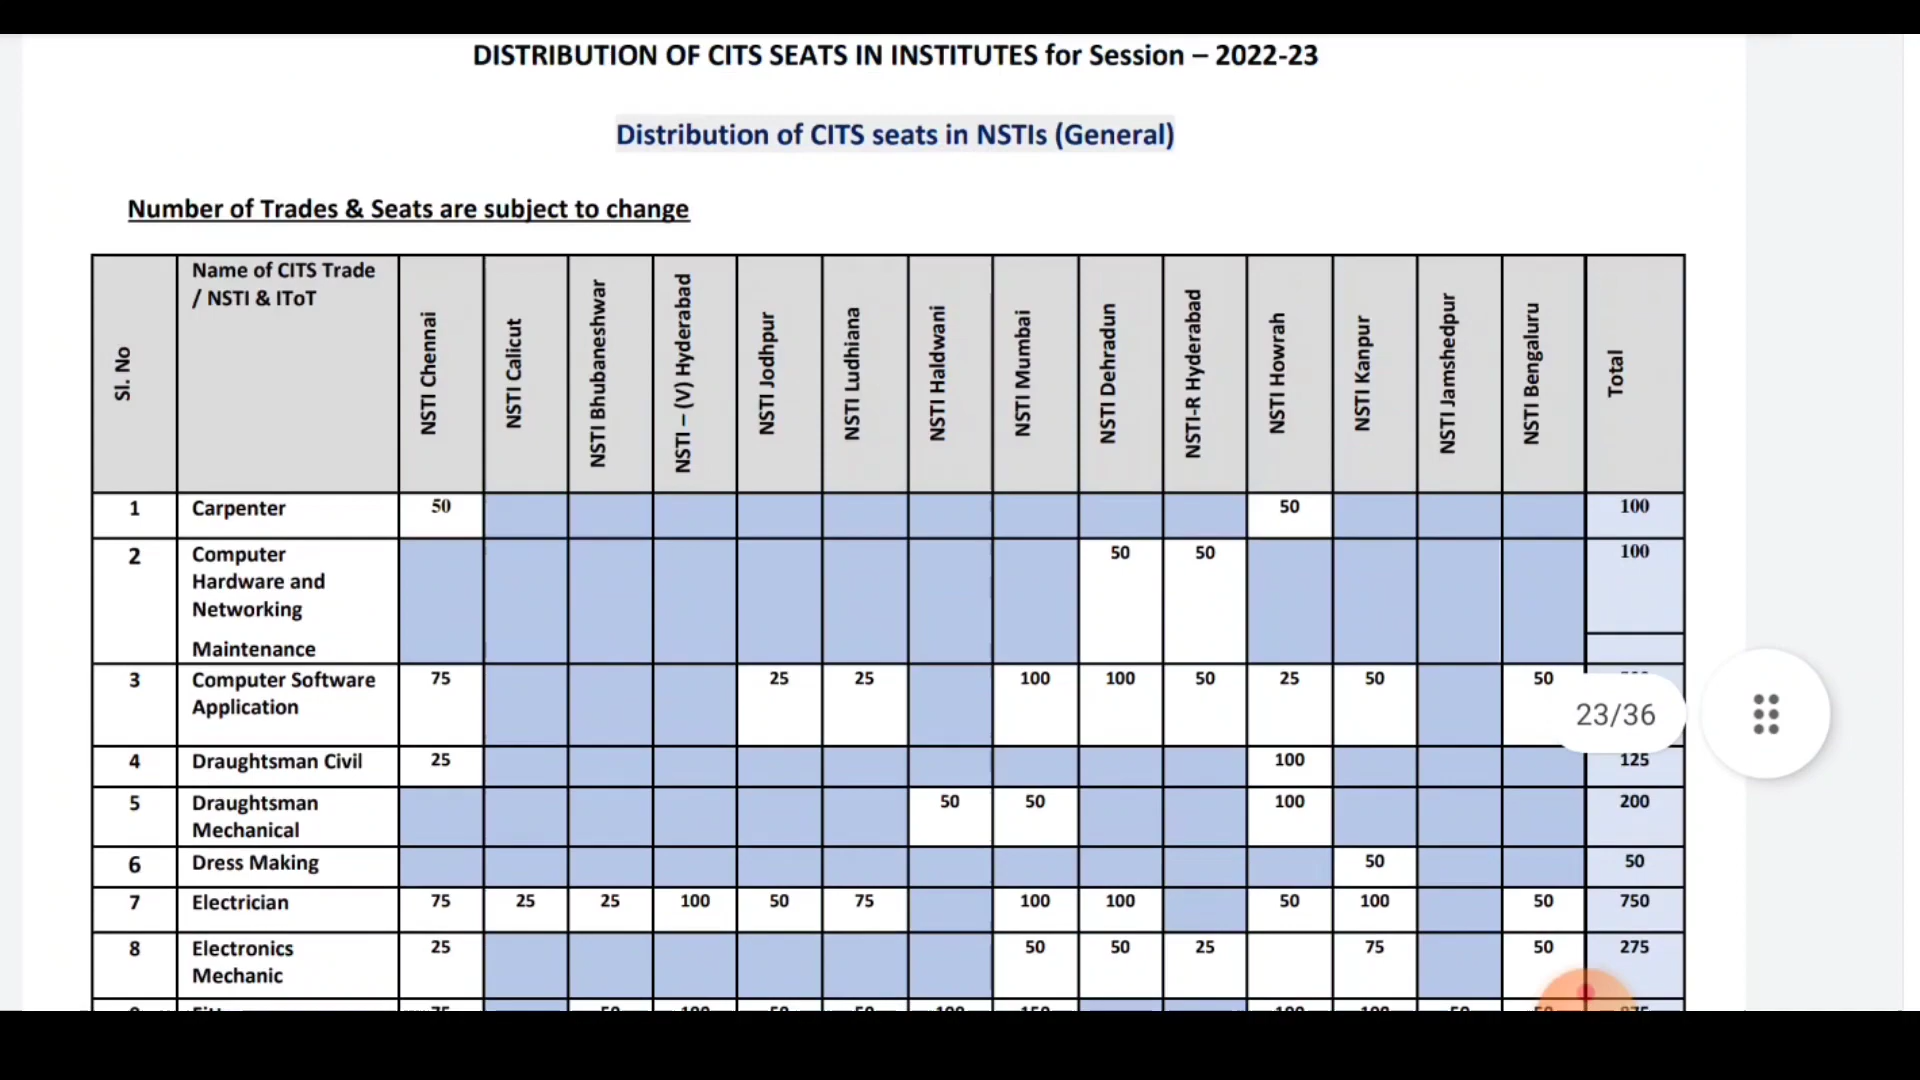 DISTRIBUTION OF CITS SEATS IN INSTITUTES for Session – 2022-23
Distribution of CITS seats in NSTIs (General)
Number of Trades & Seats are subject to change
Sl. No
Name of CITS Trade
/ NSTI & IToT
NSTI Chennai
NSTI Calicut
NSTI Bhubaneshwar
NSTI – (V) Hyderabad
NSTI Jodhpur
NSTI Ludhiana
NSTI Haldwani
NSTI Mumbai
NSTI Dehradun
NSTI-R Hyderabad
NSTI Howrah
NSTI Kanpur
NSTI Jamshedpur
NSTI Bengaluru
Total
1 Carpenter 50 50 100
2 Computer 50 50 100
Hardware and
Networking
Maintenance
3 Computer Software 75 25 25 100 100 50 25 50 50
Application
23/36
4 Draughtsman Civil 25 100 125
5 Draughtsman 50 50 100 200
Mechanical
6 Dress Making 50 50
7 Electrician 75 25 25 100 50 75 100 100 50 100 50 750
8 Electronics 25 50 50 25 75 50 275
Mechanic